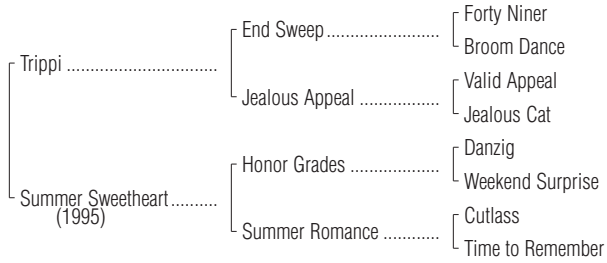 Forty Niner
End Sweep
Broom Dance
Trippi
Valid Appeal
Jealous Appeal
Jealous Cat
Danzig
Honor Grades
Weekend Surprise
Summer Sweetheart
(1995)
Cutlass
Summer Romance
Time to Remember